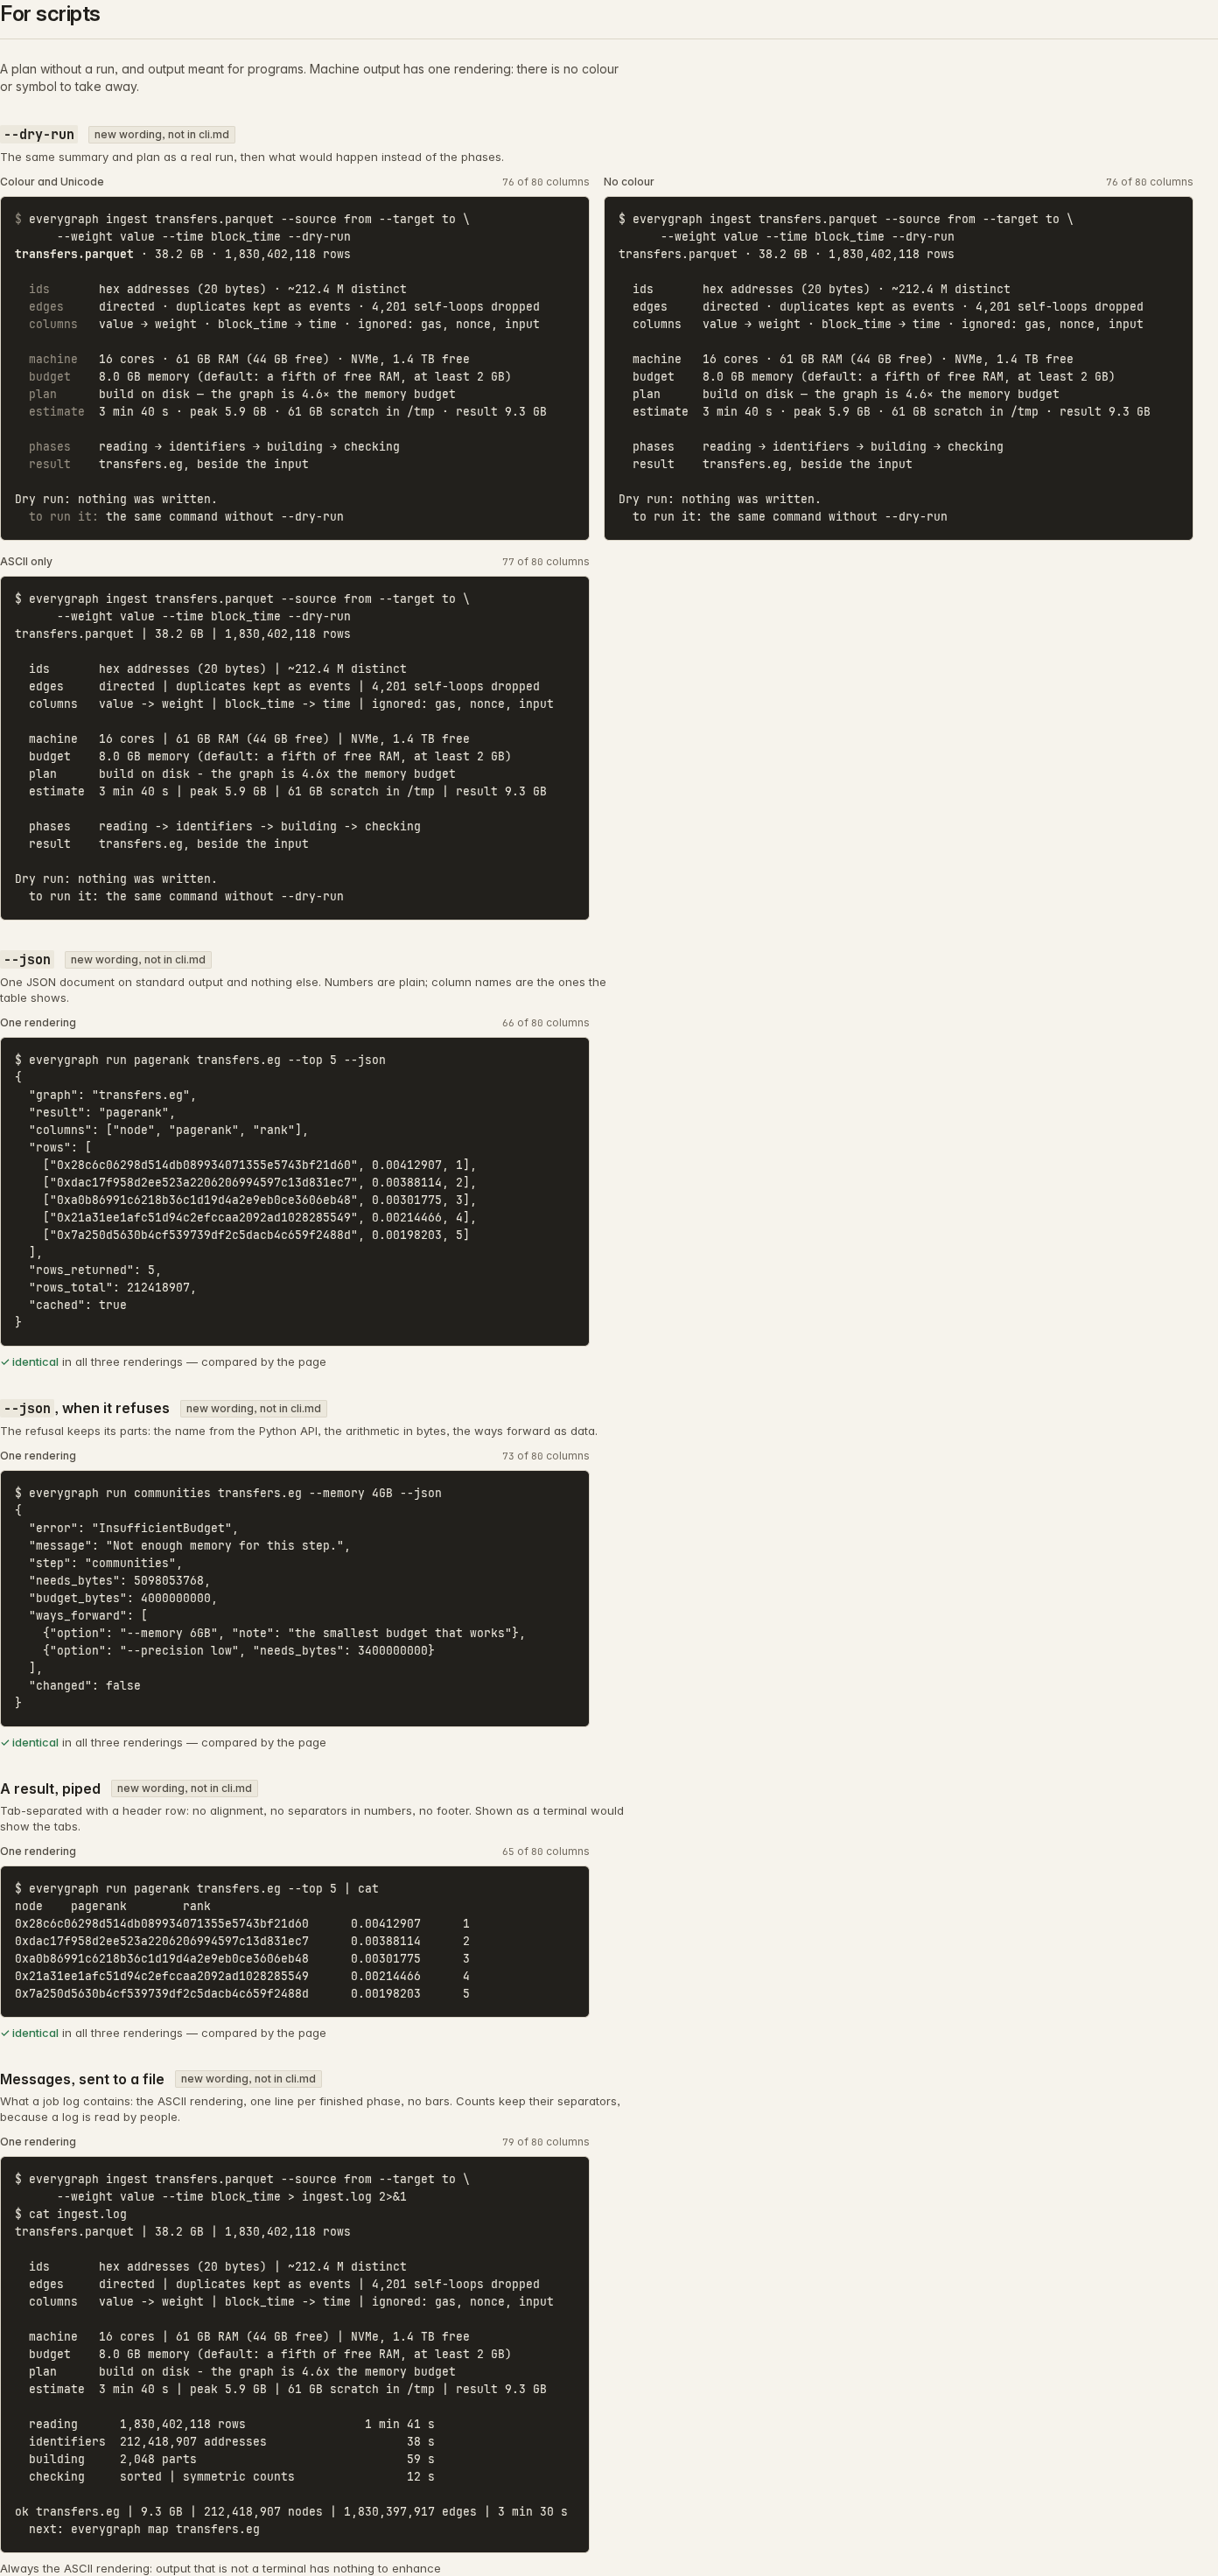 For scripts
A plan without a run, and output meant for programs. Machine output has one rendering: there is no colour
or symbol to take away.
--dry-run new wording, not in cli.md
The same summary and plan as a real run, then what would happen instead of the phases.
Colour and Unicode 76 of 80 columns
$ everygraph ingest transfers.parquet --source from --target to \
--weight value --time block_time --dry-run
transfers.parquet · 38.2 GB · 1,830,402,118 rows
ids hex addresses (20 bytes) · ~212.4 M distinct
edges directed · duplicates kept as events · 4,201 self-loops dropped
columns value → weight · block_time → time · ignored: gas, nonce, input
machine 16 cores · 61 GB RAM (44 GB free) · NVMe, 1.4 TB free
budget 8.0 GB memory (default: a fifth of free RAM, at least 2 GB)
plan build on disk — the graph is 4.6× the memory budget
estimate 3 min 40 s · peak 5.9 GB · 61 GB scratch in /tmp · result 9.3 GB
phases reading → identifiers → building → checking
result transfers.eg, beside the input
Dry run: nothing was written.
to run it: the same command without --dry-run
No colour 76 of 80 columns
$ everygraph ingest transfers.parquet --source from --target to \
--weight value --time block_time --dry-run
transfers.parquet · 38.2 GB · 1,830,402,118 rows
ids hex addresses (20 bytes) · ~212.4 M distinct
edges directed · duplicates kept as events · 4,201 self-loops dropped
columns value → weight · block_time → time · ignored: gas, nonce, input
machine 16 cores · 61 GB RAM (44 GB free) · NVMe, 1.4 TB free
budget 8.0 GB memory (default: a fifth of free RAM, at least 2 GB)
plan build on disk — the graph is 4.6× the memory budget
estimate 3 min 40 s · peak 5.9 GB · 61 GB scratch in /tmp · result 9.3 GB
phases reading → identifiers → building → checking
result transfers.eg, beside the input
Dry run: nothing was written.
to run it: the same command without --dry-run
ASCII only 77 of 80 columns
$ everygraph ingest transfers.parquet --source from --target to \
--weight value --time block_time --dry-run
transfers.parquet | 38.2 GB | 1,830,402,118 rows
ids hex addresses (20 bytes) | ~212.4 M distinct
edges directed | duplicates kept as events | 4,201 self-loops dropped
columns value -> weight | block_time -> time | ignored: gas, nonce, input
machine 16 cores | 61 GB RAM (44 GB free) | NVMe, 1.4 TB free
budget 8.0 GB memory (default: a fifth of free RAM, at least 2 GB)
plan build on disk - the graph is 4.6x the memory budget
estimate 3 min 40 s | peak 5.9 GB | 61 GB scratch in /tmp | result 9.3 GB
phases reading -> identifiers -> building -> checking
result transfers.eg, beside the input
Dry run: nothing was written.
to run it: the same command without --dry-run
--json new wording, not in cli.md
One JSON document on standard output and nothing else. Numbers are plain; column names are the ones the
table shows.
One rendering 66 of 80 columns
$ everygraph run pagerank transfers.eg --top 5 --json
{
"graph": "transfers.eg",
"result": "pagerank",
"columns": ["node", "pagerank", "rank"],
"rows": [
["0x28c6c06298d514db089934071355e5743bf21d60", 0.00412907, 1],
["0xdac17f958d2ee523a2206206994597c13d831ec7", 0.00388114, 2],
["0xa0b86991c6218b36c1d19d4a2e9eb0ce3606eb48", 0.00301775, 3],
["0x21a31ee1afc51d94c2efccaa2092ad1028285549", 0.00214466, 4],
["0x7a250d5630b4cf539739df2c5dacb4c659f2488d", 0.00198203, 5]
],
"rows_returned": 5,
"rows_total": 212418907,
"cached": true
}
✓ identical in all three renderings — compared by the page
--json, when it refuses new wording, not in cli.md
The refusal keeps its parts: the name from the Python API, the arithmetic in bytes, the ways forward as data.
One rendering 73 of 80 columns
$ everygraph run communities transfers.eg --memory 4GB --json
{
"error": "InsufficientBudget",
"message": "Not enough memory for this step.",
"step": "communities",
"needs_bytes": 5098053768,
"budget_bytes": 4000000000,
"ways_forward": [
{"option": "--memory 6GB", "note": "the smallest budget that works"},
{"option": "--precision low", "needs_bytes": 3400000000}
],
"changed": false
}
✓ identical in all three renderings — compared by the page
A result, piped new wording, not in cli.md
Tab-separated with a header row: no alignment, no separators in numbers, no footer. Shown as a terminal would
show the tabs.
One rendering 65 of 80 columns
$ everygraph run pagerank transfers.eg --top 5 | cat
node pagerank rank
0x28c6c06298d514db089934071355e5743bf21d60 0.00412907 1
0xdac17f958d2ee523a2206206994597c13d831ec7 0.00388114 2
0xa0b86991c6218b36c1d19d4a2e9eb0ce3606eb48 0.00301775 3
0x21a31ee1afc51d94c2efccaa2092ad1028285549 0.00214466 4
0x7a250d5630b4cf539739df2c5dacb4c659f2488d 0.00198203 5
✓ identical in all three renderings — compared by the page
Messages, sent to a file new wording, not in cli.md
What a job log contains: the ASCII rendering, one line per finished phase, no bars. Counts keep their separators,
because a log is read by people.
One rendering 79 of 80 columns
$ everygraph ingest transfers.parquet --source from --target to \
--weight value --time block_time > ingest.log 2>&1
$ cat ingest.log
transfers.parquet | 38.2 GB | 1,830,402,118 rows
ids hex addresses (20 bytes) | ~212.4 M distinct
edges directed | duplicates kept as events | 4,201 self-loops dropped
columns value -> weight | block_time -> time | ignored: gas, nonce, input
machine 16 cores | 61 GB RAM (44 GB free) | NVMe, 1.4 TB free
budget 8.0 GB memory (default: a fifth of free RAM, at least 2 GB)
plan build on disk - the graph is 4.6x the memory budget
estimate 3 min 40 s | peak 5.9 GB | 61 GB scratch in /tmp | result 9.3 GB
reading 1,830,402,118 rows 1 min 41 s
identifiers 212,418,907 addresses 38 s
building 2,048 parts 59 s
checking sorted | symmetric counts 12 s
ok transfers.eg | 9.3 GB | 212,418,907 nodes | 1,830,397,917 edges | 3 min 30 s
next: everygraph map transfers.eg
Always the ASCII rendering: output that is not a terminal has nothing to enhance